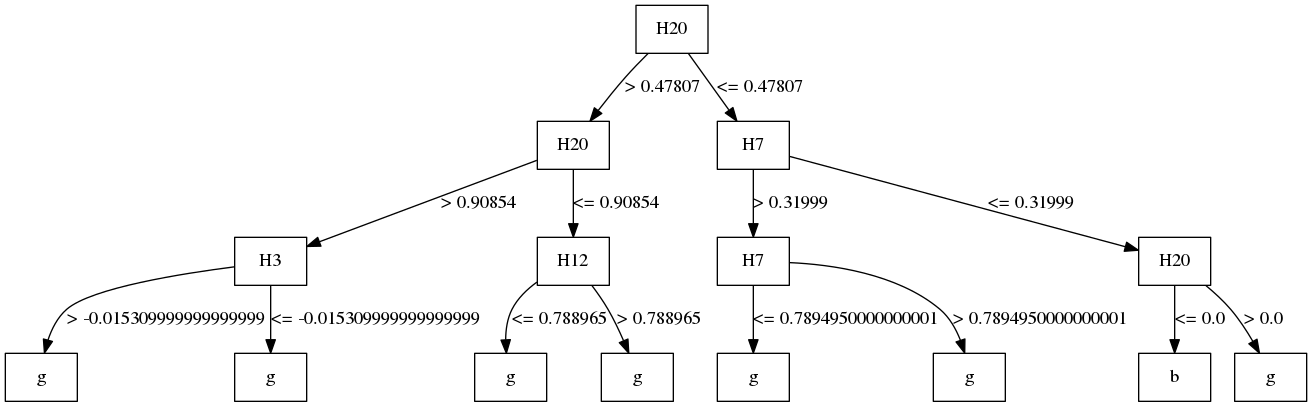 H20
> 0.47807
<= 0.47807
H20
H7
> 0.90854
<= 0.90854
> 0.31999
<= 0.31999
H3
H12
H7
H20
> -0.015309999999999999
<= -0.015309999999999999
<= 0.788965
> 0.788965
<= 0.7894950000000001
> 0.7894950000000001
<= 0.0
> 0.0
g
g
g
g
g
g
b
g